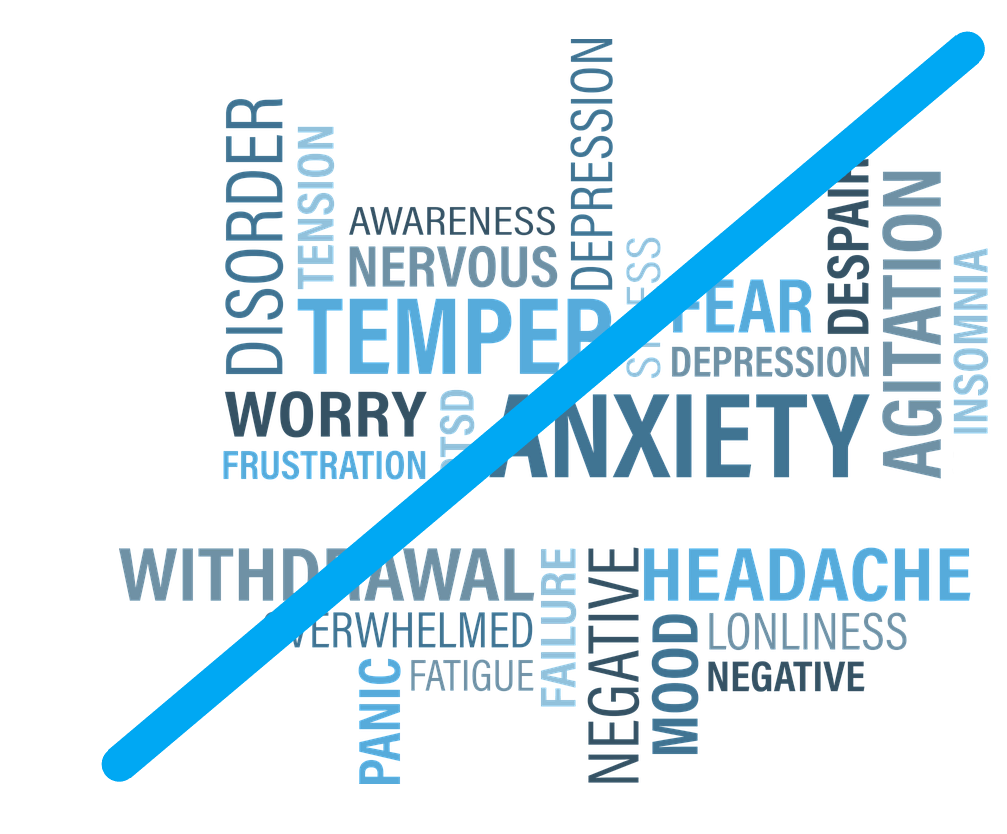 DISORDER
TENSION
AWARENESS
NERVOUS
TEMPER
DEPRESSION
STRESS
FEAR
DEPRESSION
DESPAIR
AGITATION
INSOMNIA
WORRY
FRUSTRATION
PTSD
ANXIETY
WITHDRAWAL
OVERWHELMED
PANIC
FATIGUE
FAILURE
NEGATIVE
HEADACHE
MOOD
LONLINESS
NEGATIVE